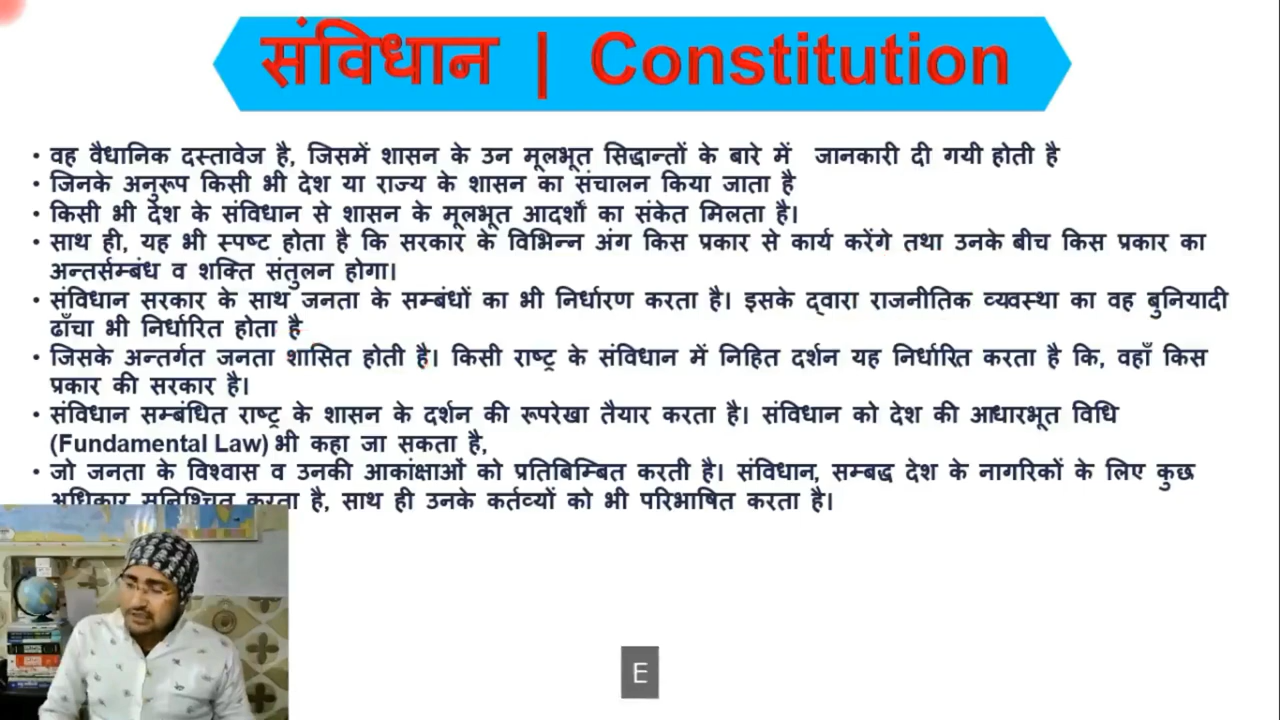 संविधान | Constitution
• वह वैधानिक दस्तावेज है, जिसमें शासन के उन मूलभूत सिद्धान्तों के बारे में जानकारी दी गयी होती है
• जिनके अनुरूप किसी भी देश या राज्य के शासन का संचालन किया जाता है
• किसी भी देश के संविधान से शासन के मूलभूत आदर्शों का संकेत मिलता है।
• साथ ही, यह भी स्पष्ट होता है कि सरकार के विभिन्न अंग किस प्रकार से कार्य करेंगे तथा उनके बीच किस प्रकार का
अन्तर्सम्बंध व शक्ति संतुलन होगा।
• संविधान सरकार के साथ जनता के सम्बंधों का भी निर्धारण करता है। इसके द्वारा राजनीतिक व्यवस्था का वह बुनियादी
ढाँचा भी निर्धारित होता है
• जिसके अन्तर्गत जनता शासित होती है। किसी राष्ट्र के संविधान में निहित दर्शन यह निर्धारित करता है कि, वहाँ किस
प्रकार की सरकार है।
• संविधान सम्बंधित राष्ट्र के शासन के दर्शन की रूपरेखा तैयार करता है। संविधान को देश की आधारभूत विधि
(Fundamental Law) भी कहा जा सकता है,
• जो जनता के विश्वास व उनकी आकांक्षाओं को प्रतिबिम्बित करती है। संविधान, सम्बद्ध देश के नागरिकों के लिए कुछ
अधिकार सुनिश्चित करता है, साथ ही उनके कर्तव्यों को भी परिभाषित करता है।
E